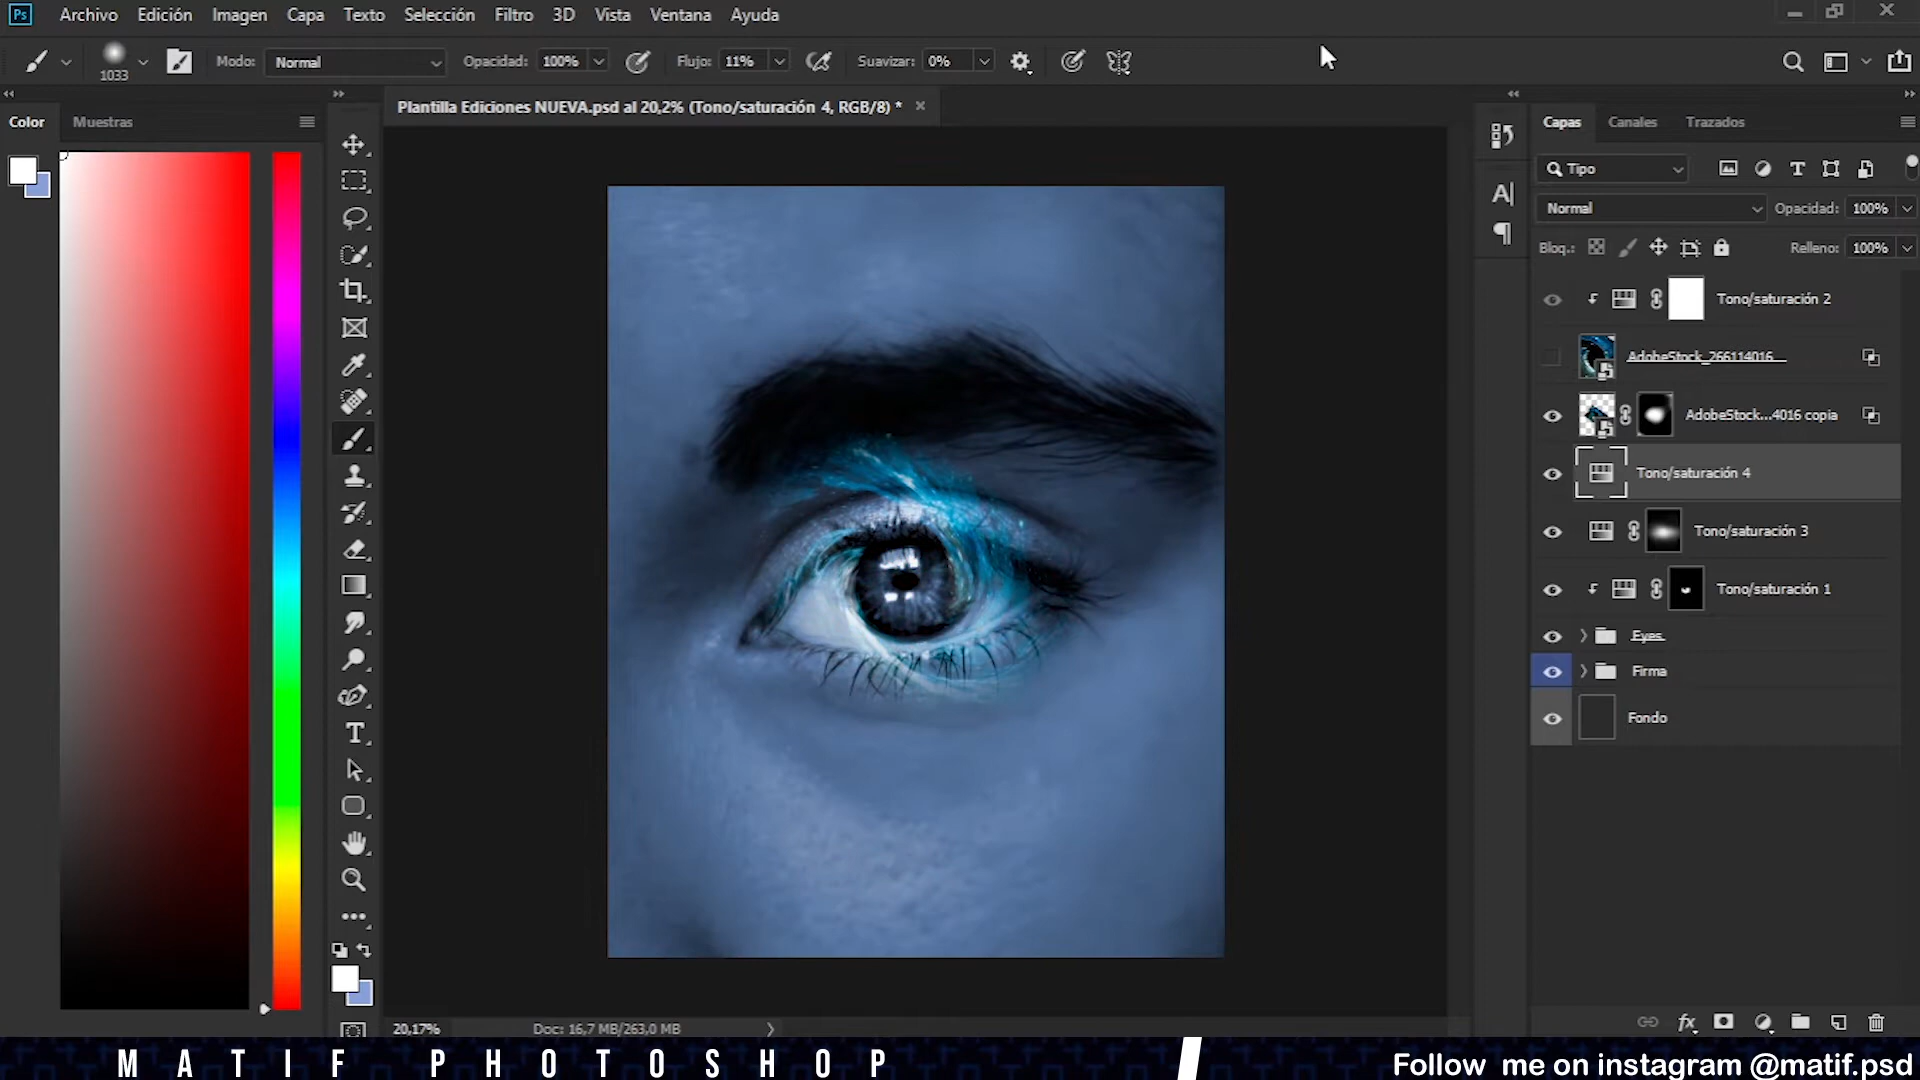 Ps Archivo Edición Imagen Capa Texto Selección Filtro 3D Vista Ventana Ayuda
1033 Modo: Normal Opacidad: 100% Flujo: 11% Suavizar: 0%
Color Muestras
Plantilla Ediciones NUEVA.psd al 20,2% (Tono/saturación 4, RGB/8) *
Capas Canales Trazados
Tipo
Normal Opacidad: 100%
Bloq.: Relleno: 100%
Tono/saturación 2
AdobeStock_266114016
AdobeStock...4016 copia
Tono/saturación 4
Tono/saturación 3
Tono/saturación 1
Eyes
Firma
Fondo
20,17% Doc: 16,7 MB/263,0 MB
MATIF PHOTOSHOP
Follow me on instagram @matif.psd